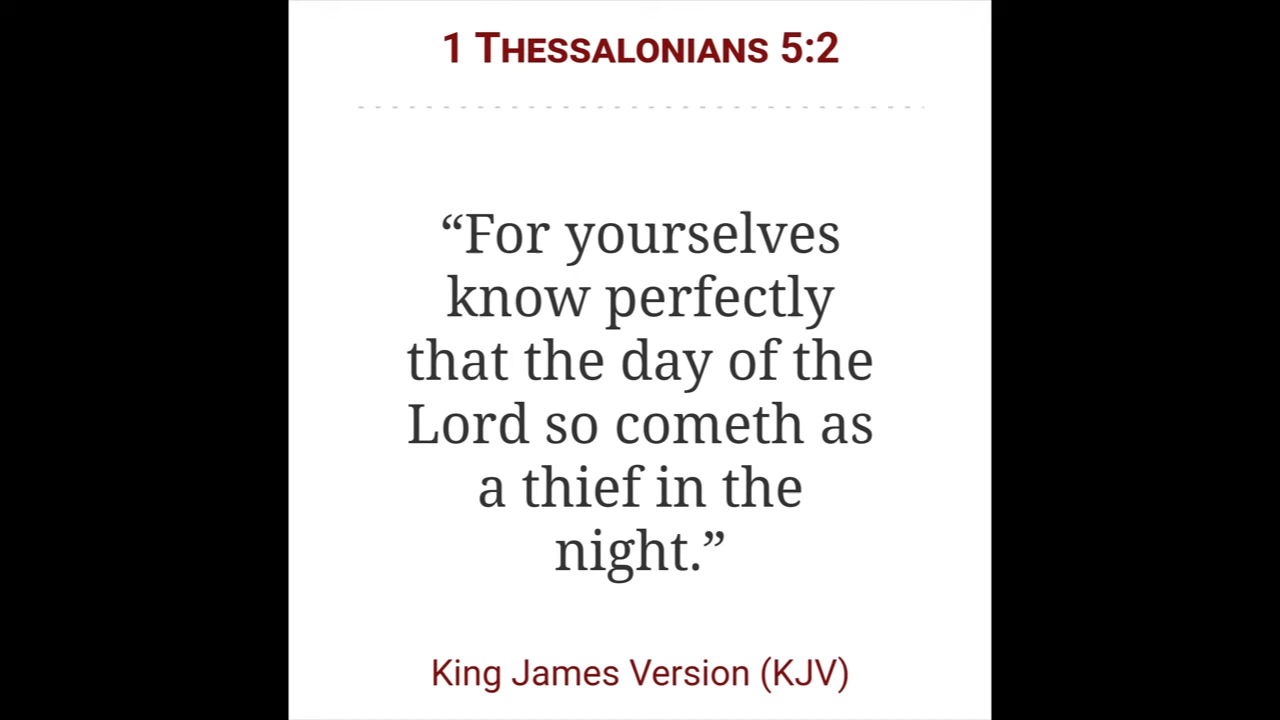 1 Thessalonians 5:2
“For yourselves
know perfectly
that the day of the
Lord so cometh as
a thief in the
night.”
King James Version (KJV)